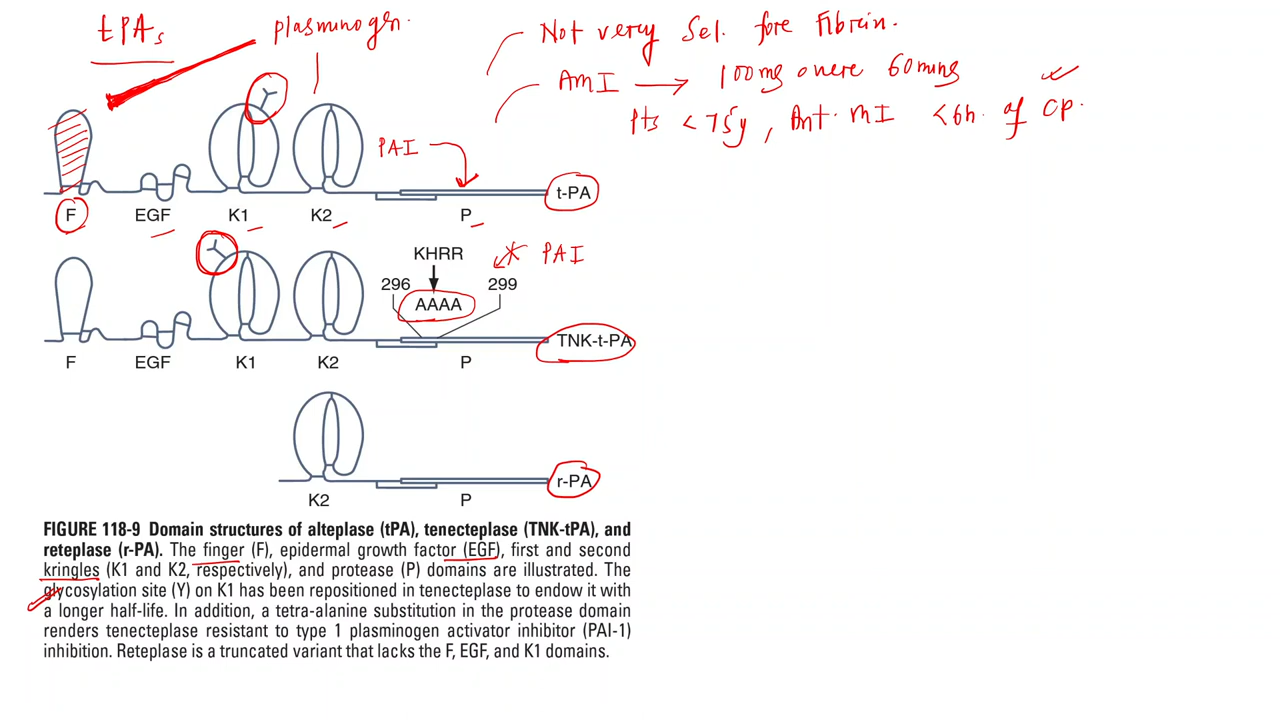 tPAs
plasminogen.
Not very Sel. fore Fibrin.
AMI → 100mg overe 60mins
Pts < 75y, Ant. MI <6h. of CP.
PAI
t-PA
F EGF K1 K2 P
KHRR
PAI
296 299
AAAA
TNK-t-PA
F EGF K1 K2 P
r-PA
K2 P
FIGURE 118-9 Domain structures of alteplase (tPA), tenecteplase (TNK-tPA), and
reteplase (r-PA). The finger (F), epidermal growth factor (EGF), first and second
kringles (K1 and K2, respectively), and protease (P) domains are illustrated. The
glycosylation site (Y) on K1 has been repositioned in tenecteplase to endow it with
a longer half-life. In addition, a tetra-alanine substitution in the protease domain
renders tenecteplase resistant to type 1 plasminogen activator inhibitor (PAI-1)
inhibition. Reteplase is a truncated variant that lacks the F, EGF, and K1 domains.